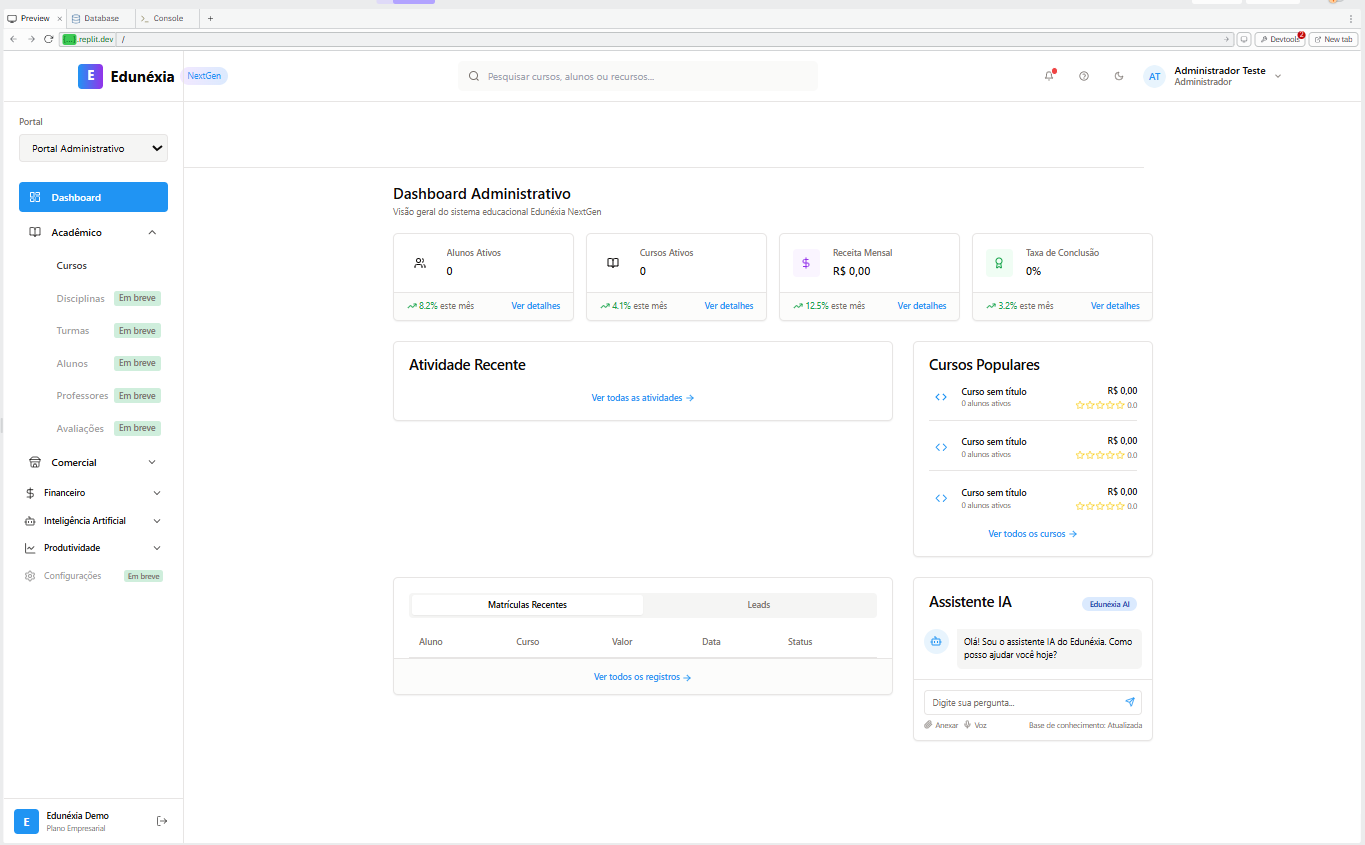 Preview
Database
Console
[...].replit.dev
/
Devtools
2
New tab
E
Edunéxia
NextGen
Pesquisar cursos, alunos ou recursos...
AT
Administrador Teste
Administrador
Portal
Portal Administrativo
Dashboard
Acadêmico
Cursos
Disciplinas Em breve
Turmas Em breve
Alunos Em breve
Professores Em breve
Avaliações Em breve
Comercial
Financeiro
Inteligência Artificial
Produtividade
Configurações Em breve
E
Edunéxia Demo
Plano Empresarial
Dashboard Administrativo
Visão geral do sistema educacional Edunéxia NextGen
Alunos Ativos
0
8.2% este mês Ver detalhes
Cursos Ativos
0
4.1% este mês Ver detalhes
Receita Mensal
R$ 0,00
12.5% este mês Ver detalhes
Taxa de Conclusão
0%
3.2% este mês Ver detalhes
Atividade Recente
Ver todas as atividades →
Cursos Populares
Curso sem título R$ 0,00
0 alunos ativos 0.0
Curso sem título R$ 0,00
0 alunos ativos 0.0
Curso sem título R$ 0,00
0 alunos ativos 0.0
Ver todos os cursos →
Matrículas Recentes Leads
Aluno Curso Valor Data Status
Ver todos os registros →
Assistente IA
Edunéxia AI
Olá! Sou o assistente IA do Edunéxia. Como
posso ajudar você hoje?
Digite sua pergunta...
Anexar Voz Base de conhecimento: Atualizada